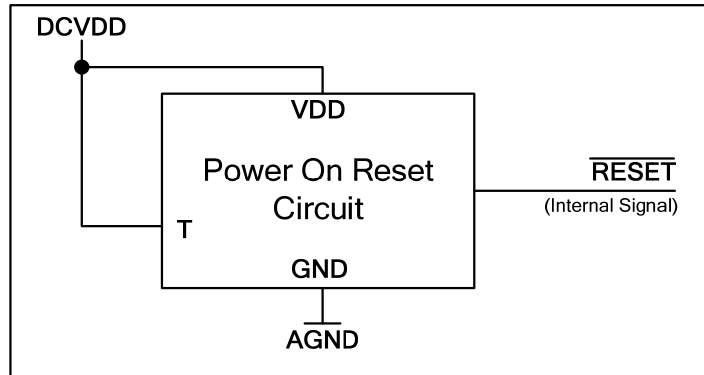 DCVDD
VDD
Power On Reset
Circuit
RESET
(Internal Signal)
T
GND
AGND